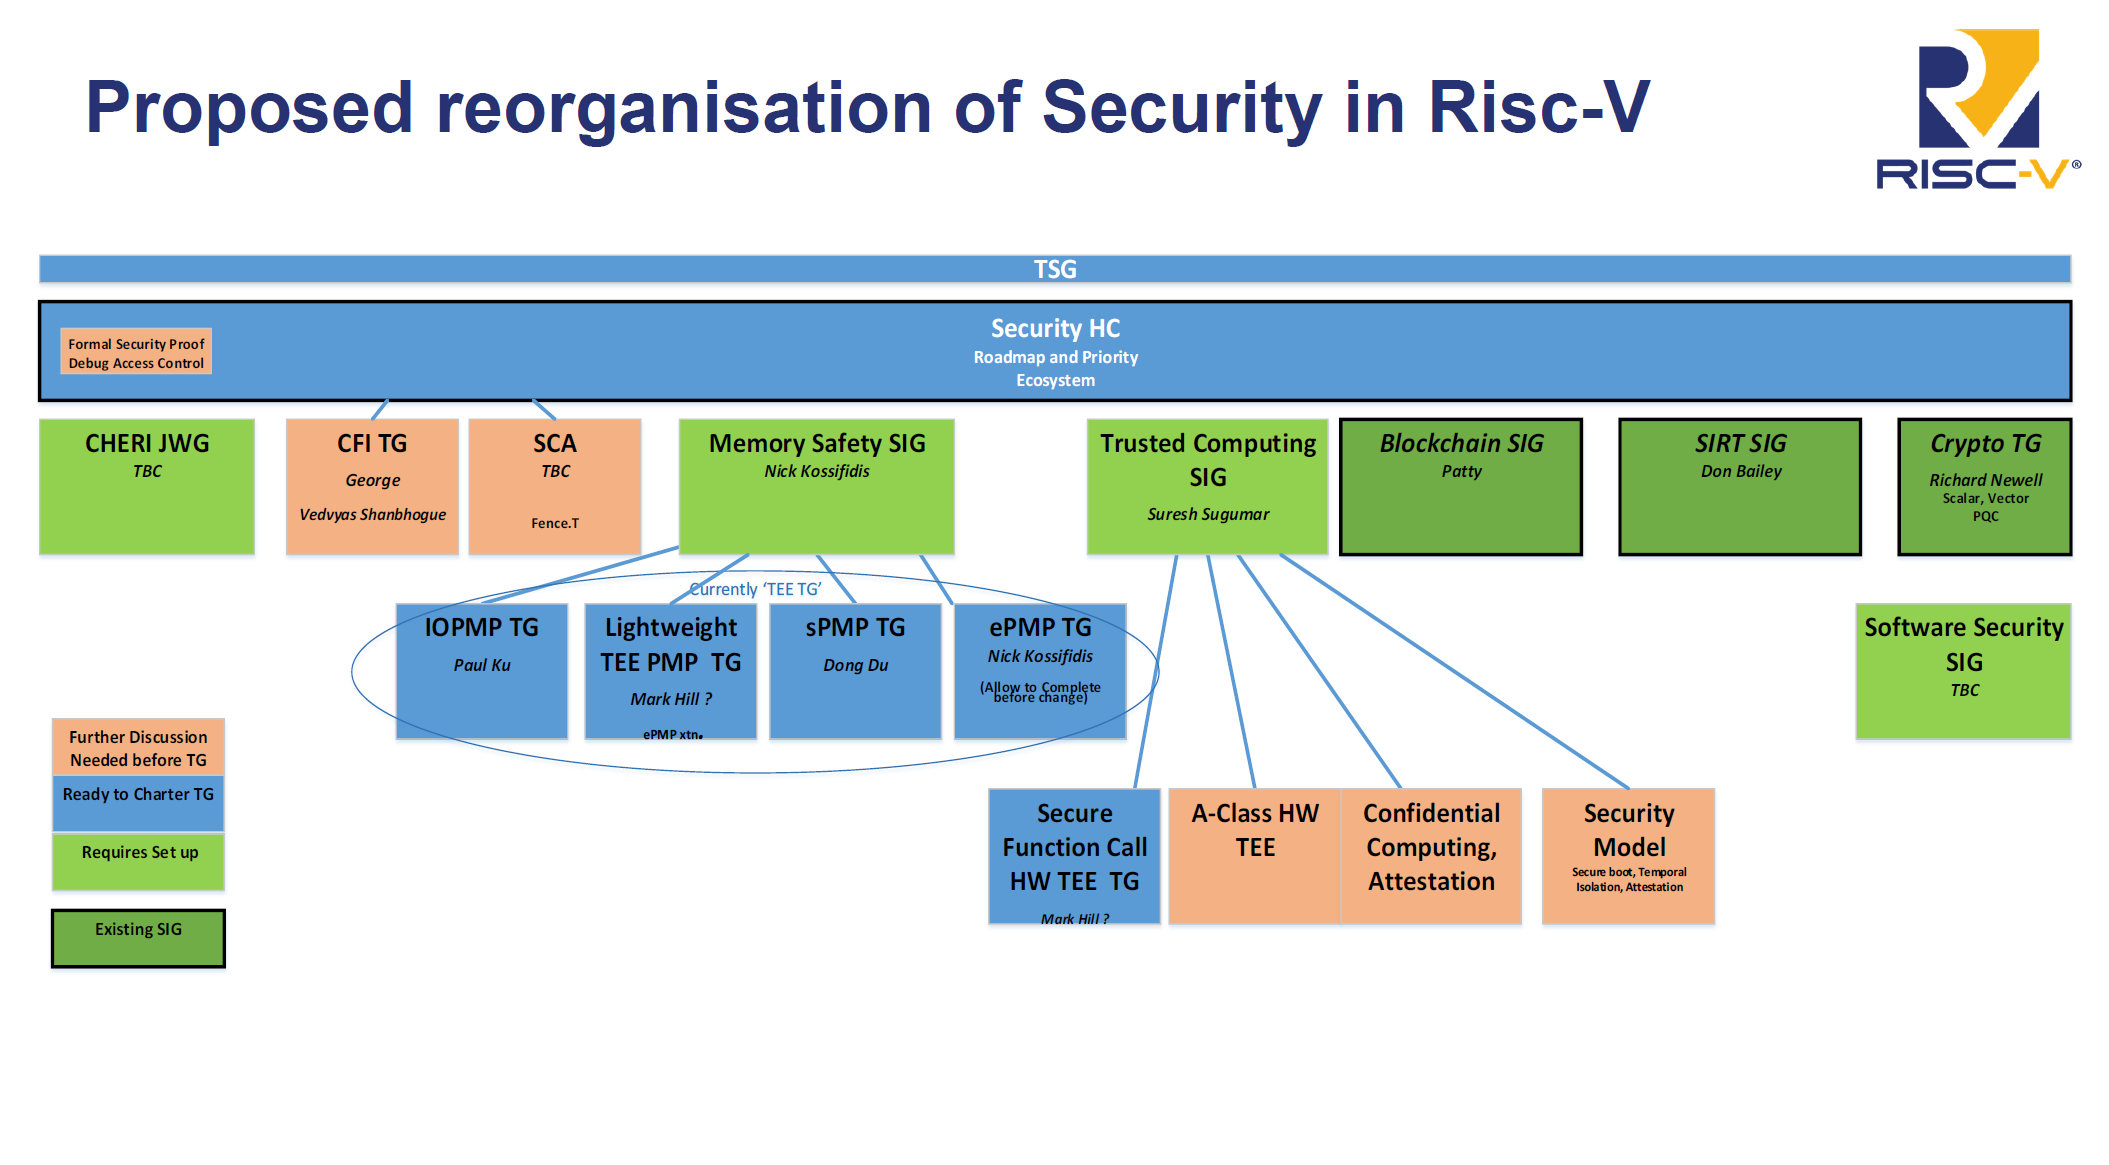 Proposed reorganisation of Security in Risc-V
RISC-V®
TSG
Security HC
Roadmap and Priority
Ecosystem
Formal Security Proof
Debug Access Control
CHERI JWG
TBC
CFI TG
George
Vedvyas Shanbhogue
SCA
TBC
Fence.T
Memory Safety SIG
Nick Kossifidis
Trusted Computing
SIG
Suresh Sugumar
Blockchain SIG
Patty
SIRT SIG
Don Bailey
Crypto TG
Richard Newell
Scalar, Vector
PQC
Currently ‘TEE TG’
IOPMP TG
Paul Ku
Lightweight
TEE PMP TG
Mark Hill ?
ePMP xtn.
sPMP TG
Dong Du
ePMP TG
Nick Kossifidis
(Allow to Complete
before change)
Software Security
SIG
TBC
Further Discussion
Needed before TG
Ready to Charter TG
Requires Set up
Existing SIG
Secure
Function Call
HW TEE TG
Mark Hill ?
A-Class HW
TEE
Confidential
Computing,
Attestation
Security
Model
Secure boot, Temporal
Isolation, Attestation